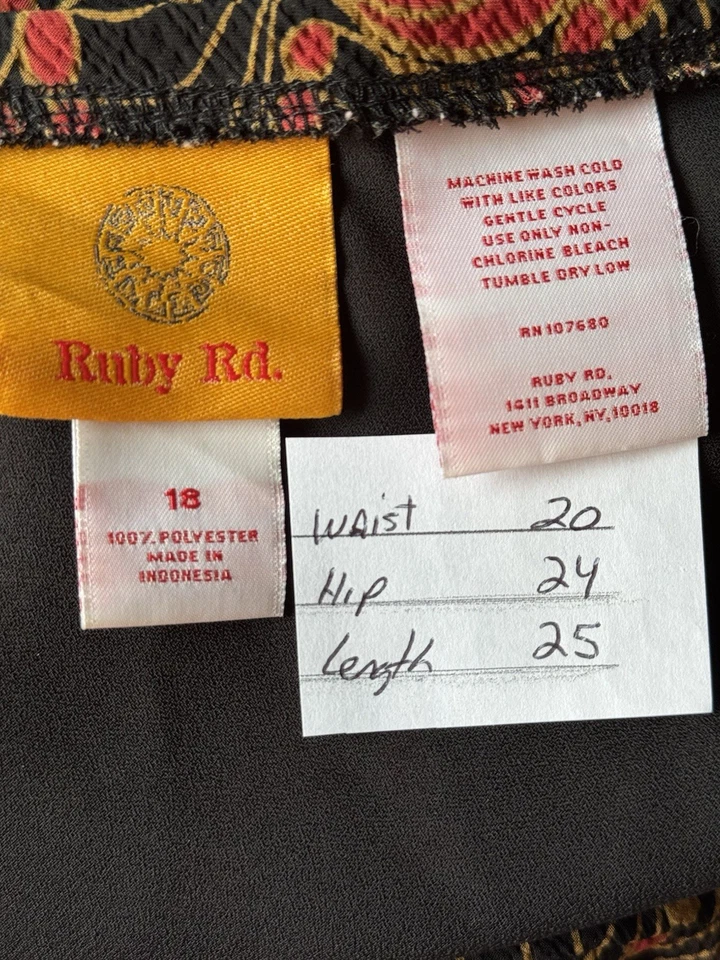 Ruby Rd.
18
100% POLYESTER
MADE IN
INDONESIA
MACHINE WASH COLD
WITH LIKE COLORS
GENTLE CYCLE
USE ONLY NON-
CHLORINE BLEACH
TUMBLE DRY LOW
RN 107680
RUBY RD.
1411 BROADWAY
NEW YORK, NY, 10018
Waist 20
Hip 24
Length 25